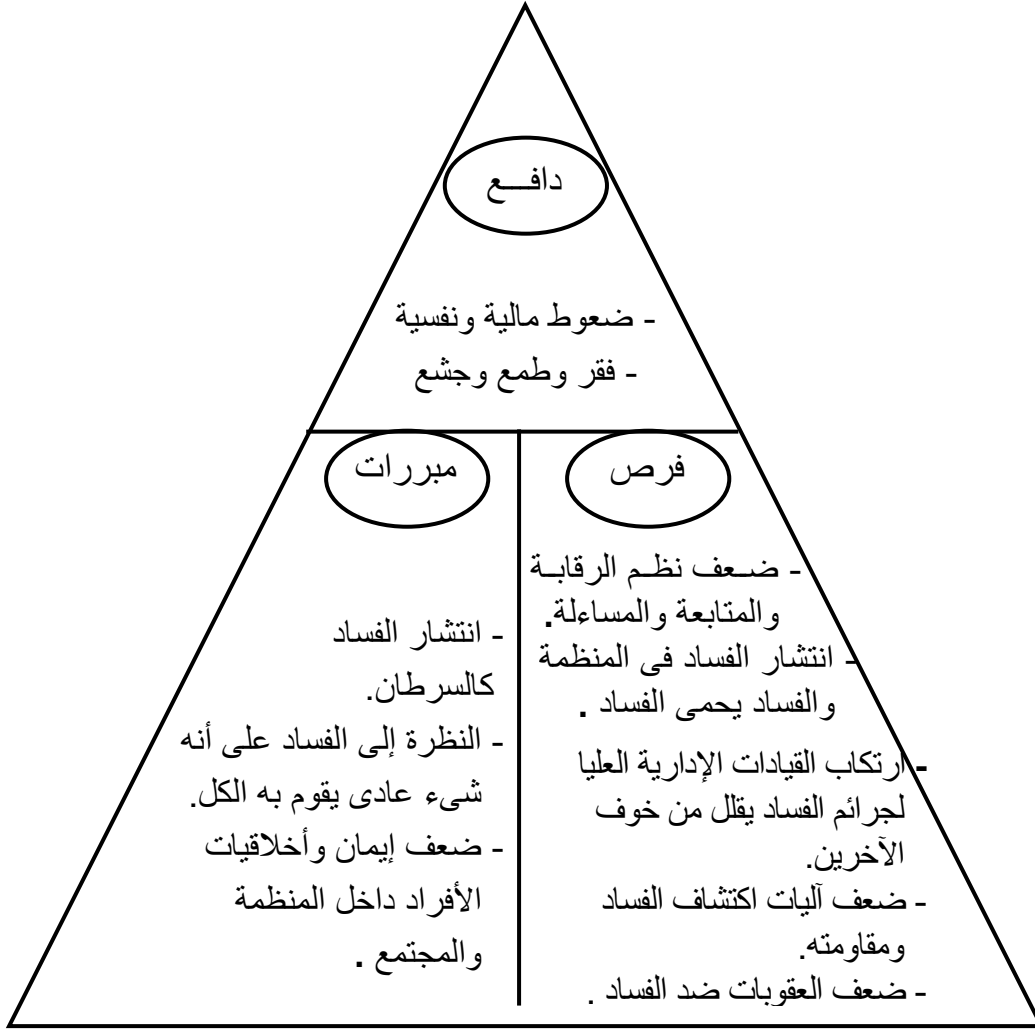 دافـــع
- ضعوط مالية ونفسية
- فقر وطمع وجشع
فرص
- ضـعف نظـم الرقابـة
والمتابعة والمساءلة.
- انتشار الفساد فى المنظمة
والفساد يحمى الفساد .
- ارتكاب القيادات الإدارية العليا
لجرائم الفساد يقلل من خوف
الآخرين.
- ضعف آليات اكتشاف الفساد
ومقاومته.
- ضعف العقوبات ضد الفساد .
مبررات
- انتشار الفساد
كالسرطان.
- النظرة إلى الفساد على أنه
شىء عادى يقوم به الكل.
- ضعف إيمان وأخلاقيات
الأفراد داخل المنظمة
والمجتمع .